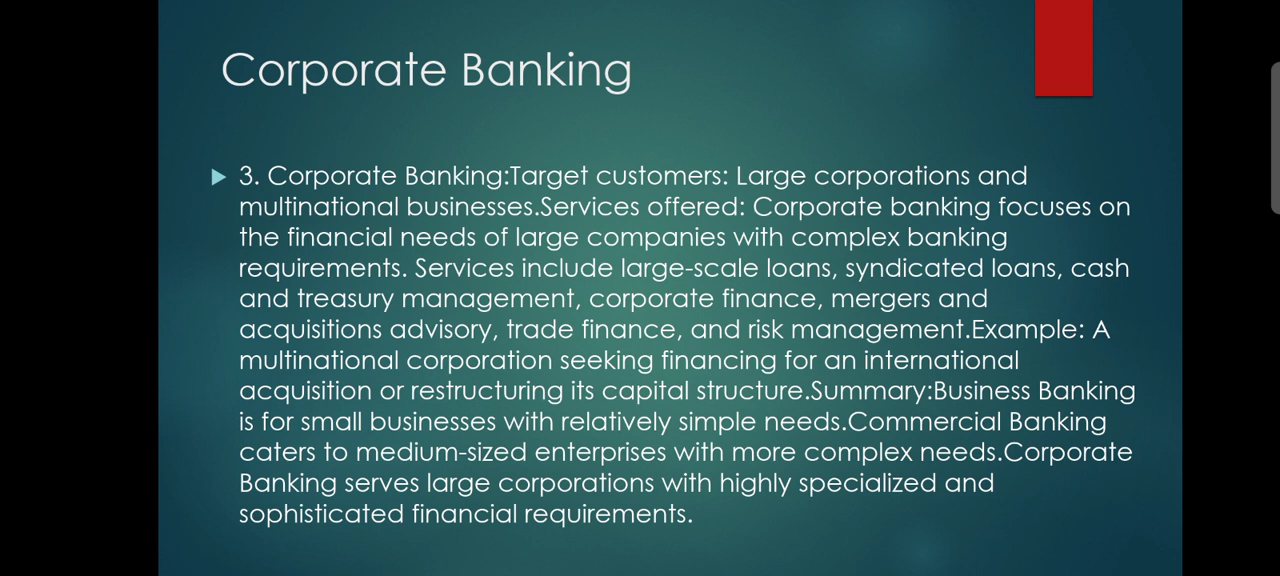 Corporate Banking
3. Corporate Banking:Target customers: Large corporations and
multinational businesses.Services offered: Corporate banking focuses on
the financial needs of large companies with complex banking
requirements. Services include large-scale loans, syndicated loans, cash
and treasury management, corporate finance, mergers and
acquisitions advisory, trade finance, and risk management.Example: A
multinational corporation seeking financing for an international
acquisition or restructuring its capital structure.Summary:Business Banking
is for small businesses with relatively simple needs.Commercial Banking
caters to medium-sized enterprises with more complex needs.Corporate
Banking serves large corporations with highly specialized and
sophisticated financial requirements.